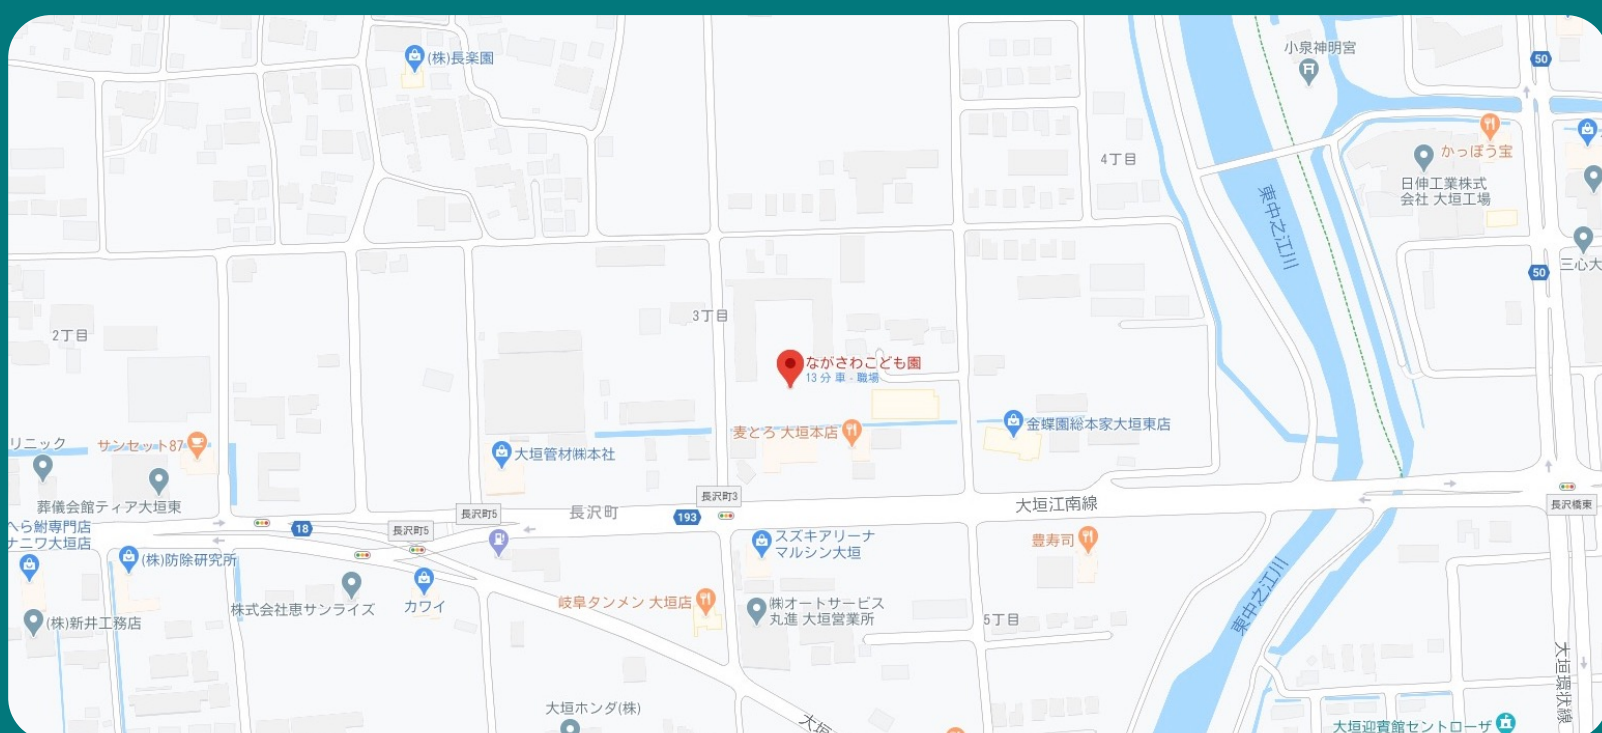 小泉神明宮
(株)長楽園
50
かっぽう宝
4丁目
日伸工業株式
会社 大垣工場
東中之江川
三心大
50
3丁目
2丁目
ながさわこども園
13 分 車 - 職場
金蝶園総本家大垣東店
麦とろ 大垣本店
リニック
サンセット87
大垣管材㈱本社
葬儀会館ティア大垣東
長沢町3
大垣江南線
長沢橋東
長沢町5
長沢町
193
へら鮒専門店
ナニワ大垣店
18
長沢町5
スズキアリーナ
マルシン大垣
豊寿司
(株)防除研究所
株式会社恵サンライズ
カワイ
岐阜タンメン 大垣店
㈱オートサービス
丸進 大垣営業所
東中之江川
(株)新井工務店
5丁目
大垣環状線
大垣ホンダ(株)
大垣
大垣迎賓館セントローザ